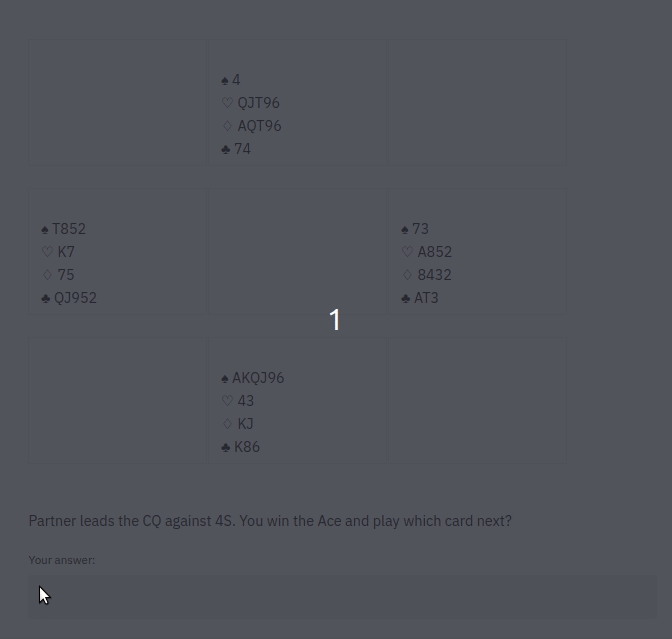 ♠ 4
♡ QJT96
♢ AQT96
♣ 74
♠ T852
♡ K7
♢ 75
♣ QJ952
♠ 73
♡ A852
♢ 8432
♣ AT3
1
♠ AKQJ96
♡ 43
♢ KJ
♣ K86
Partner leads the CQ against 4S. You win the Ace and play which card next?
Your answer: